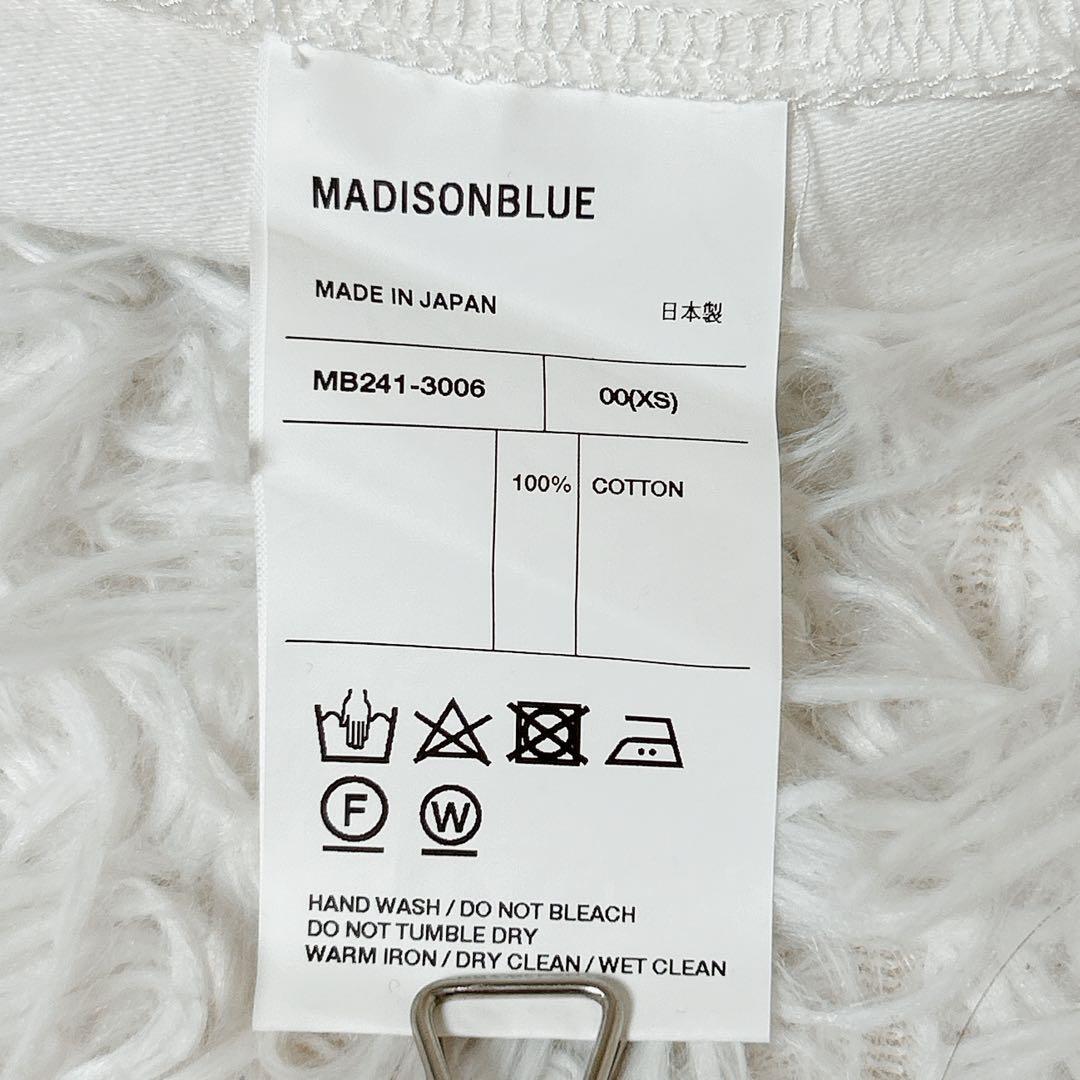 MADISONBLUE
MADE IN JAPAN 日本製
MB241-3006 00(XS)
100% COTTON
F W
HAND WASH / DO NOT BLEACH
DO NOT TUMBLE DRY
WARM IRON / DRY CLEAN / WET CLEAN